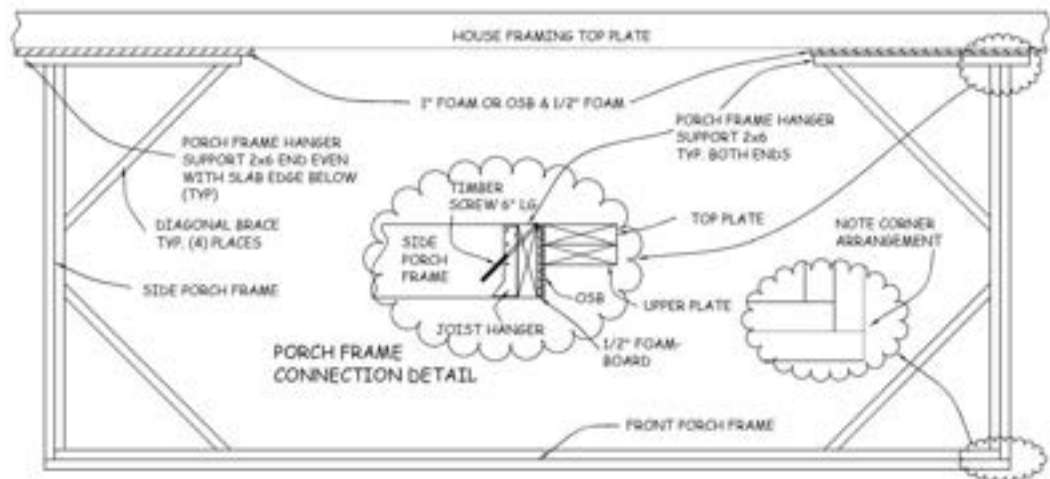 HOUSE FRAMING TOP PLATE
1" FOAM OR OSB & 1/2" FOAM
PORCH FRAME HANGER
SUPPORT 2x6 END EVEN
WITH SLAB EDGE BELOW
(TYP)
PORCH FRAME HANGER
SUPPORT 2x6
TYP. BOTH ENDS
TIMBER
SCREW 6" LG
DIAGONAL BRACE
TYP. (4) PLACES
TOP PLATE
NOTE CORNER
ARRANGEMENT
SIDE
PORCH
FRAME
SIDE PORCH FRAME
OSB
UPPER PLATE
JOIST HANGER
1/2" FOAM-
BOARD
PORCH FRAME
CONNECTION DETAIL
FRONT PORCH FRAME